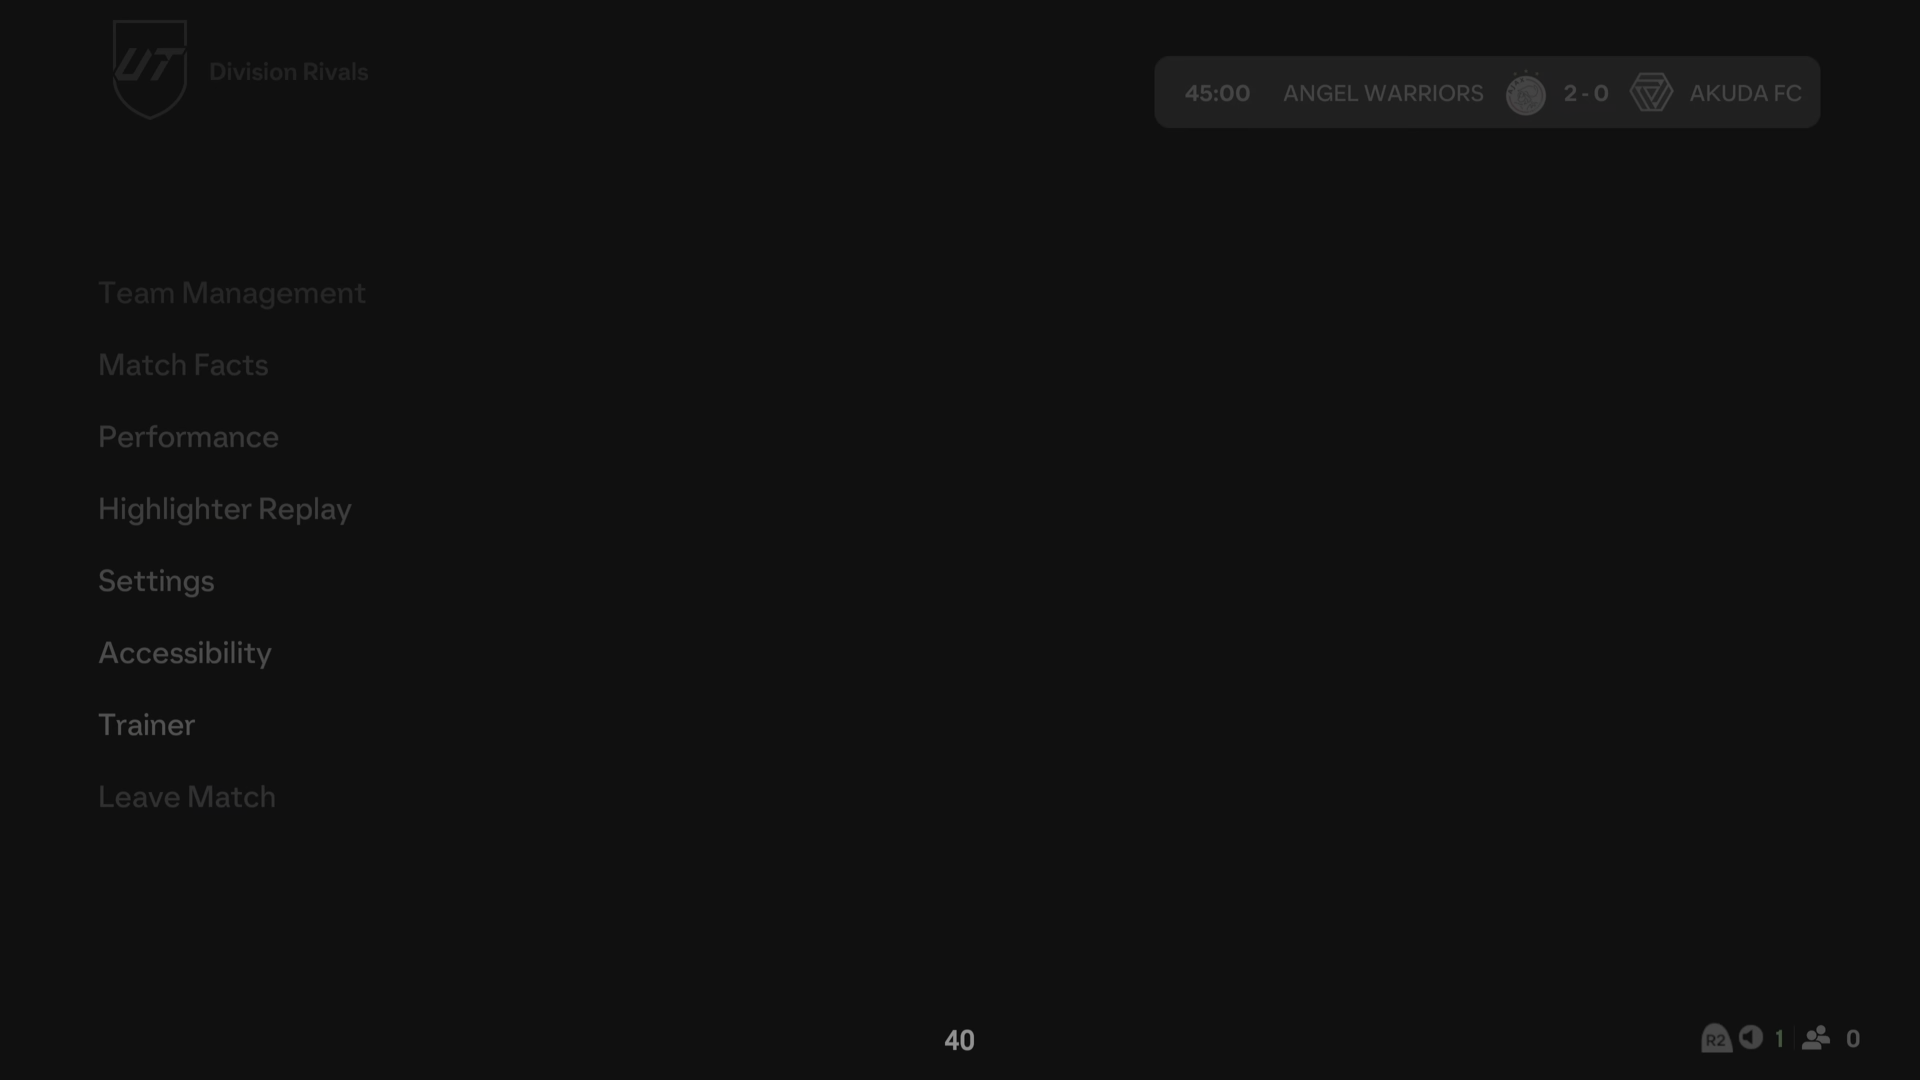 UT
Division Rivals
45:00 ANGEL WARRIORS 2 - 0 AKUDA FC
Team Management
Match Facts
Performance
Highlighter Replay
Settings
Accessibility
Trainer
Leave Match
40
R2 1 0